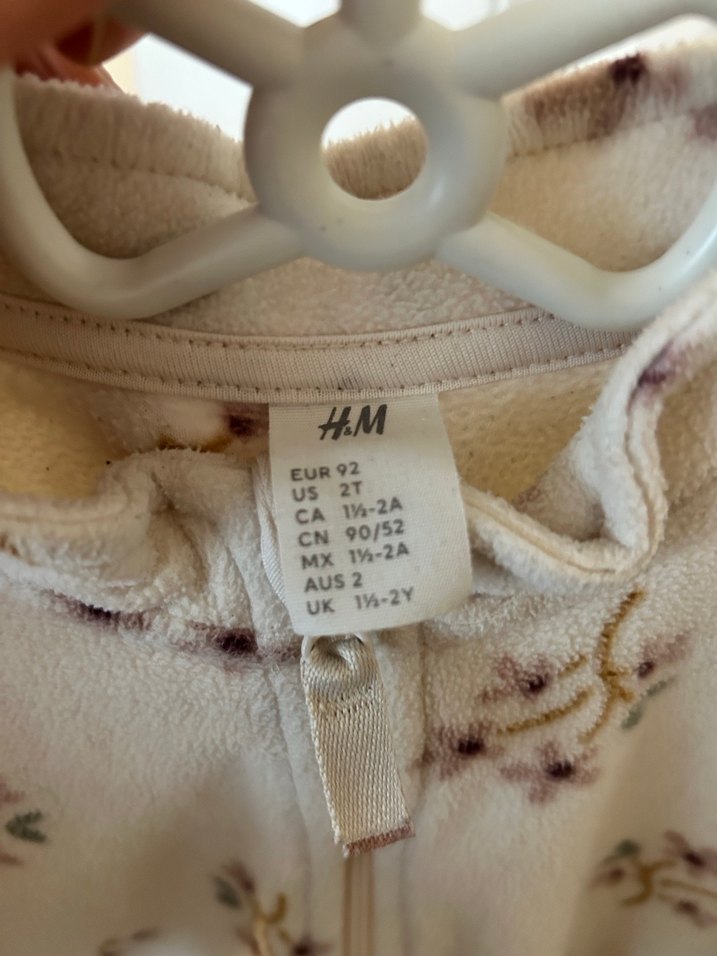 H&M
EUR 92
US 2T
CA 1½-2A
CN 90/52
MX 1½-2A
AUS 2
UK 1½-2Y